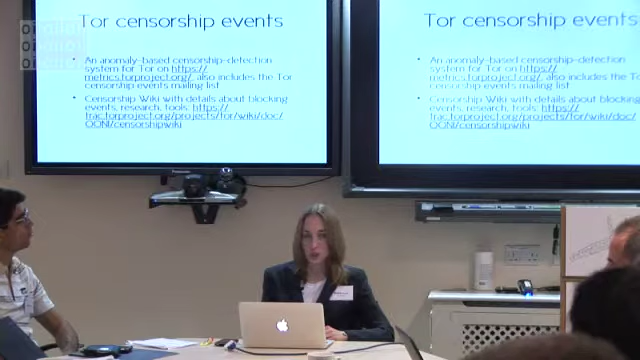 Tor censorship events
• An anomaly-based censorship-detection
system for Tor on https://
metrics.torproject.org/, also includes the Tor
censorship events mailing list
• Censorship Wiki with details about blocking
events, research, tools: https://
trac.torproject.org/projects/tor/wiki/doc/
OONI/censorshipwiki
Panasonic
Tor censorship events
• An anomaly-based censorship-detection
system for Tor on https://
metrics.torproject.org/, also includes the
censorship events mailing list
• Censorship Wiki with details about blocking
events, research, tools: https://
trac.torproject.org/projects/tor/wiki/doc/
OONI/censorshipwiki